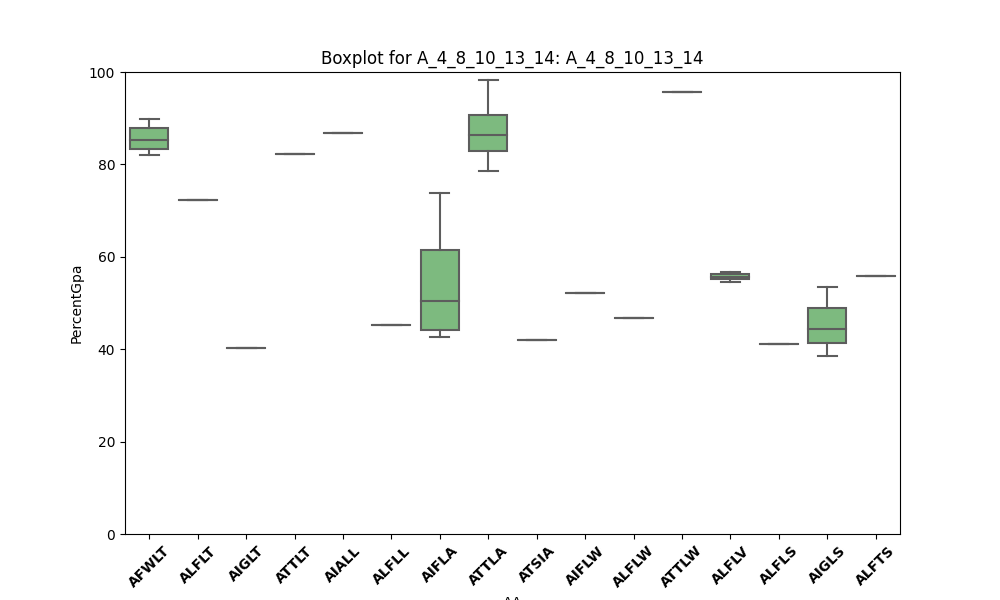 Boxplot for A_4_8_10_13_14: A_4_8_10_13_14
PercentGpa
100
80
60
40
20
0
AFWLT
ALFLT
AIGLT
ATTLT
AIALL
ALFLL
AIFLA
ATTLA
ATSIA
AIFLW
ALFLW
ATTLW
ALFLV
ALFLS
AIGLS
ALFTS